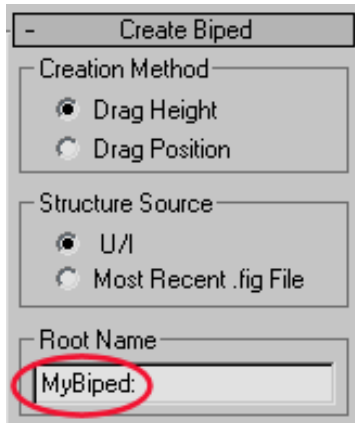 - Create Biped
Creation Method
Drag Height
Drag Position
Structure Source
U/I
Most Recent .fig File
Root Name
MyBiped: